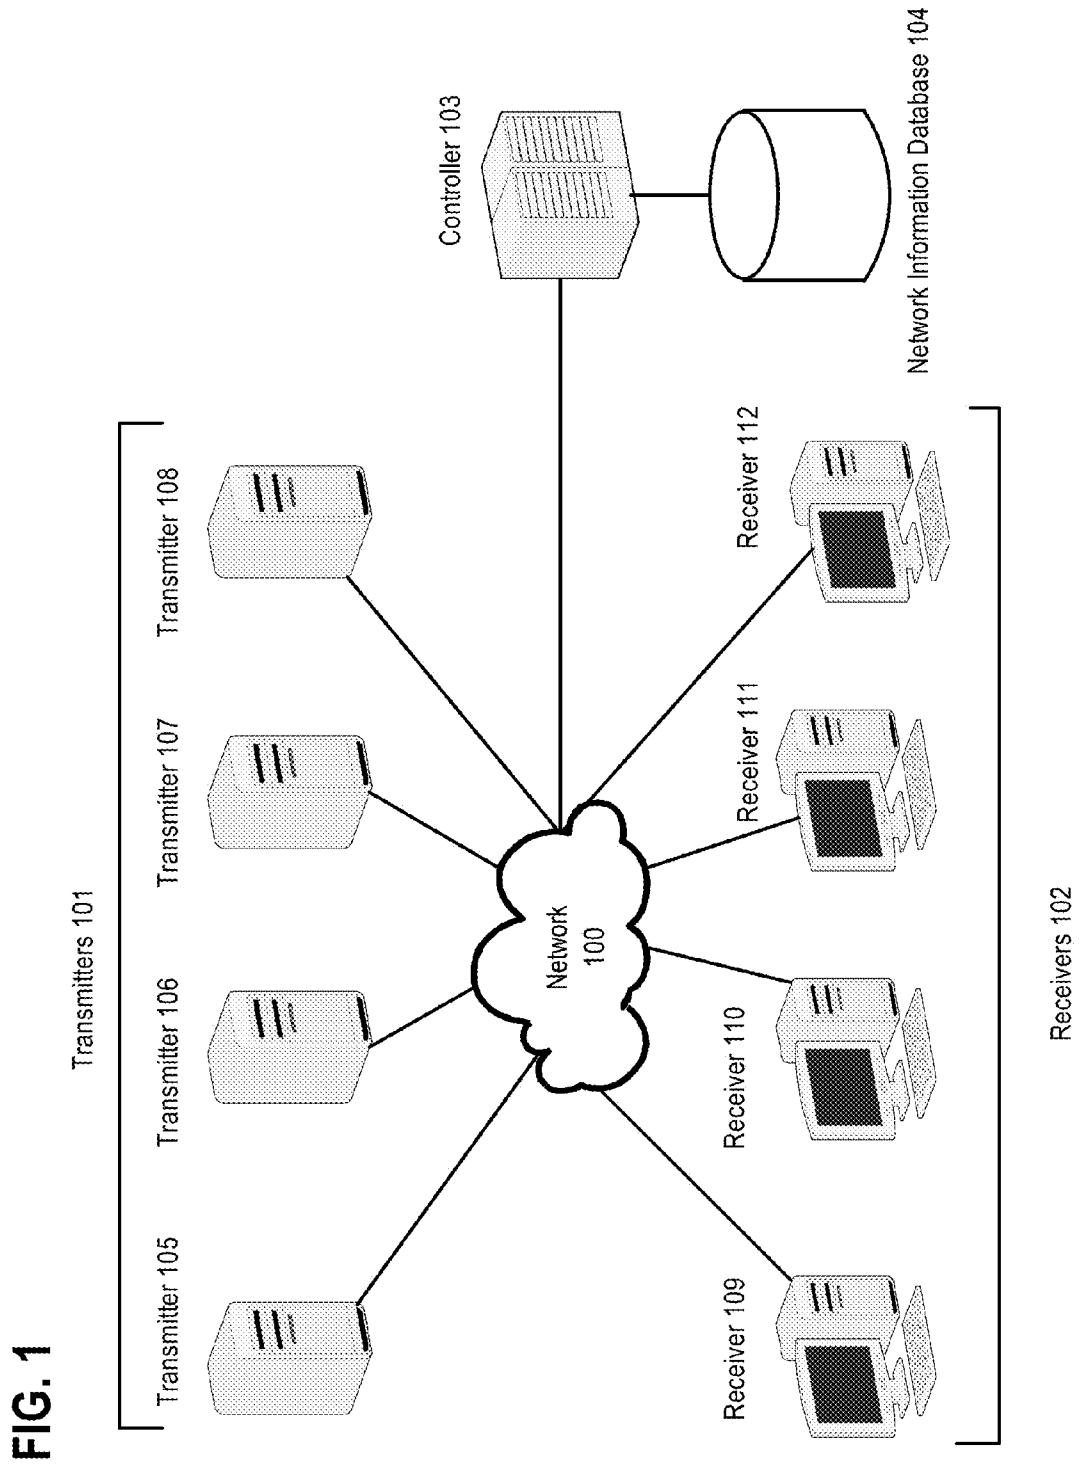 FIG. 1
Transmitters 101
Transmitter 105
Transmitter 106
Transmitter 107
Transmitter 108
Controller 103
Network
100
Receiver 109
Receiver 110
Receiver 111
Receiver 112
Network Information Database 104
Receivers 102